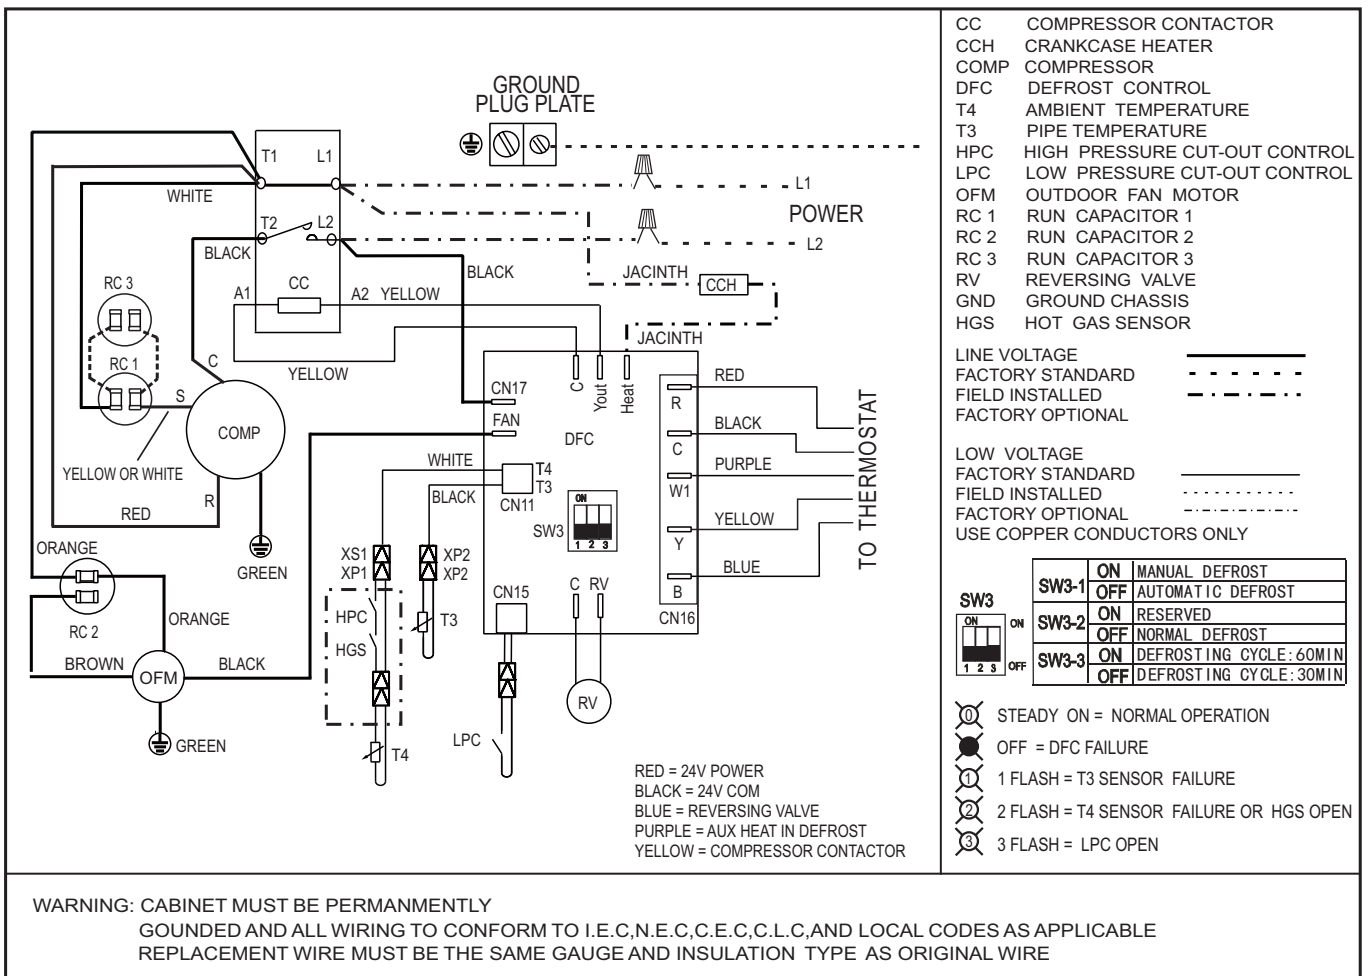 GROUND
PLUG PLATE
T1
L1
WHITE
L1
POWER
T2
L2
L2
BLACK
BLACK
JACINTH
CCH
RC 3
CC
A1
A2
YELLOW
JACINTH
YELLOW
RC 1
C
S
COMP
YELLOW OR WHITE
R
RED
GREEN
ORANGE
RC 2
ORANGE
BROWN
OFM
BLACK
GREEN
CN17
FAN
C
Yout
Heat
DFC
WHITE
T4
T3
BLACK
CN11
SW3
ON
1 2 3
R
RED
C
BLACK
W1
PURPLE
Y
YELLOW
B
BLUE
CN16
TO THERMOSTAT
XS1
XP1
XP2
XP2
HPC
HGS
T3
T4
CN15
LPC
C
RV
RV
RED = 24V POWER
BLACK = 24V COM
BLUE = REVERSING VALVE
PURPLE = AUX HEAT IN DEFROST
YELLOW = COMPRESSOR CONTACTOR
CC COMPRESSOR CONTACTOR
CCH CRANKCASE HEATER
COMP COMPRESSOR
DFC DEFROST CONTROL
T4 AMBIENT TEMPERATURE
T3 PIPE TEMPERATURE
HPC HIGH PRESSURE CUT-OUT CONTROL
LPC LOW PRESSURE CUT-OUT CONTROL
OFM OUTDOOR FAN MOTOR
RC 1 RUN CAPACITOR 1
RC 2 RUN CAPACITOR 2
RC 3 RUN CAPACITOR 3
RV REVERSING VALVE
GND GROUND CHASSIS
HGS HOT GAS SENSOR
LINE VOLTAGE
FACTORY STANDARD
FIELD INSTALLED
FACTORY OPTIONAL
LOW VOLTAGE
FACTORY STANDARD
FIELD INSTALLED
FACTORY OPTIONAL
USE COPPER CONDUCTORS ONLY
SW3
ON
ON
1 2 3
OFF
SW3-1 ON MANUAL DEFROST
OFF AUTOMATIC DEFROST
SW3-2 ON RESERVED
OFF NORMAL DEFROST
SW3-3 ON DEFROSTING CYCLE:60MIN
OFF DEFROSTING CYCLE:30MIN
0 STEADY ON = NORMAL OPERATION
OFF = DFC FAILURE
1 1 FLASH = T3 SENSOR FAILURE
2 2 FLASH = T4 SENSOR FAILURE OR HGS OPEN
3 3 FLASH = LPC OPEN
WARNING: CABINET MUST BE PERMANMENTLY
GOUNDED AND ALL WIRING TO CONFORM TO I.E.C,N.E.C,C.E.C,C.L.C,AND LOCAL CODES AS APPLICABLE
REPLACEMENT WIRE MUST BE THE SAME GAUGE AND INSULATION TYPE AS ORIGINAL WIRE